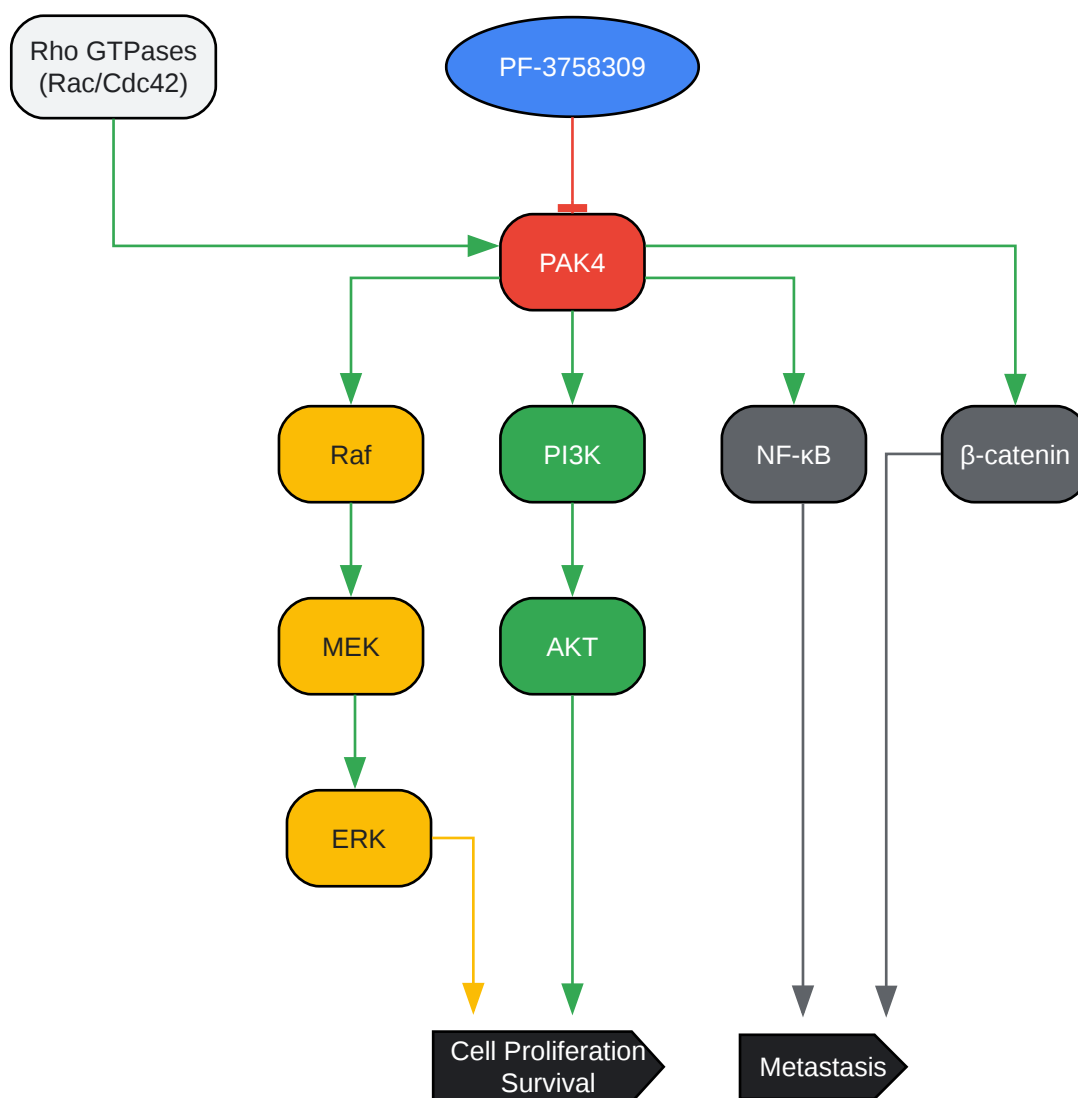 Rho GTPases
(Rac/Cdc42)
PF-3758309
PAK4
Raf
PI3K
NF-κB
β-catenin
MEK
AKT
ERK
Cell Proliferation
Survival
Metastasis